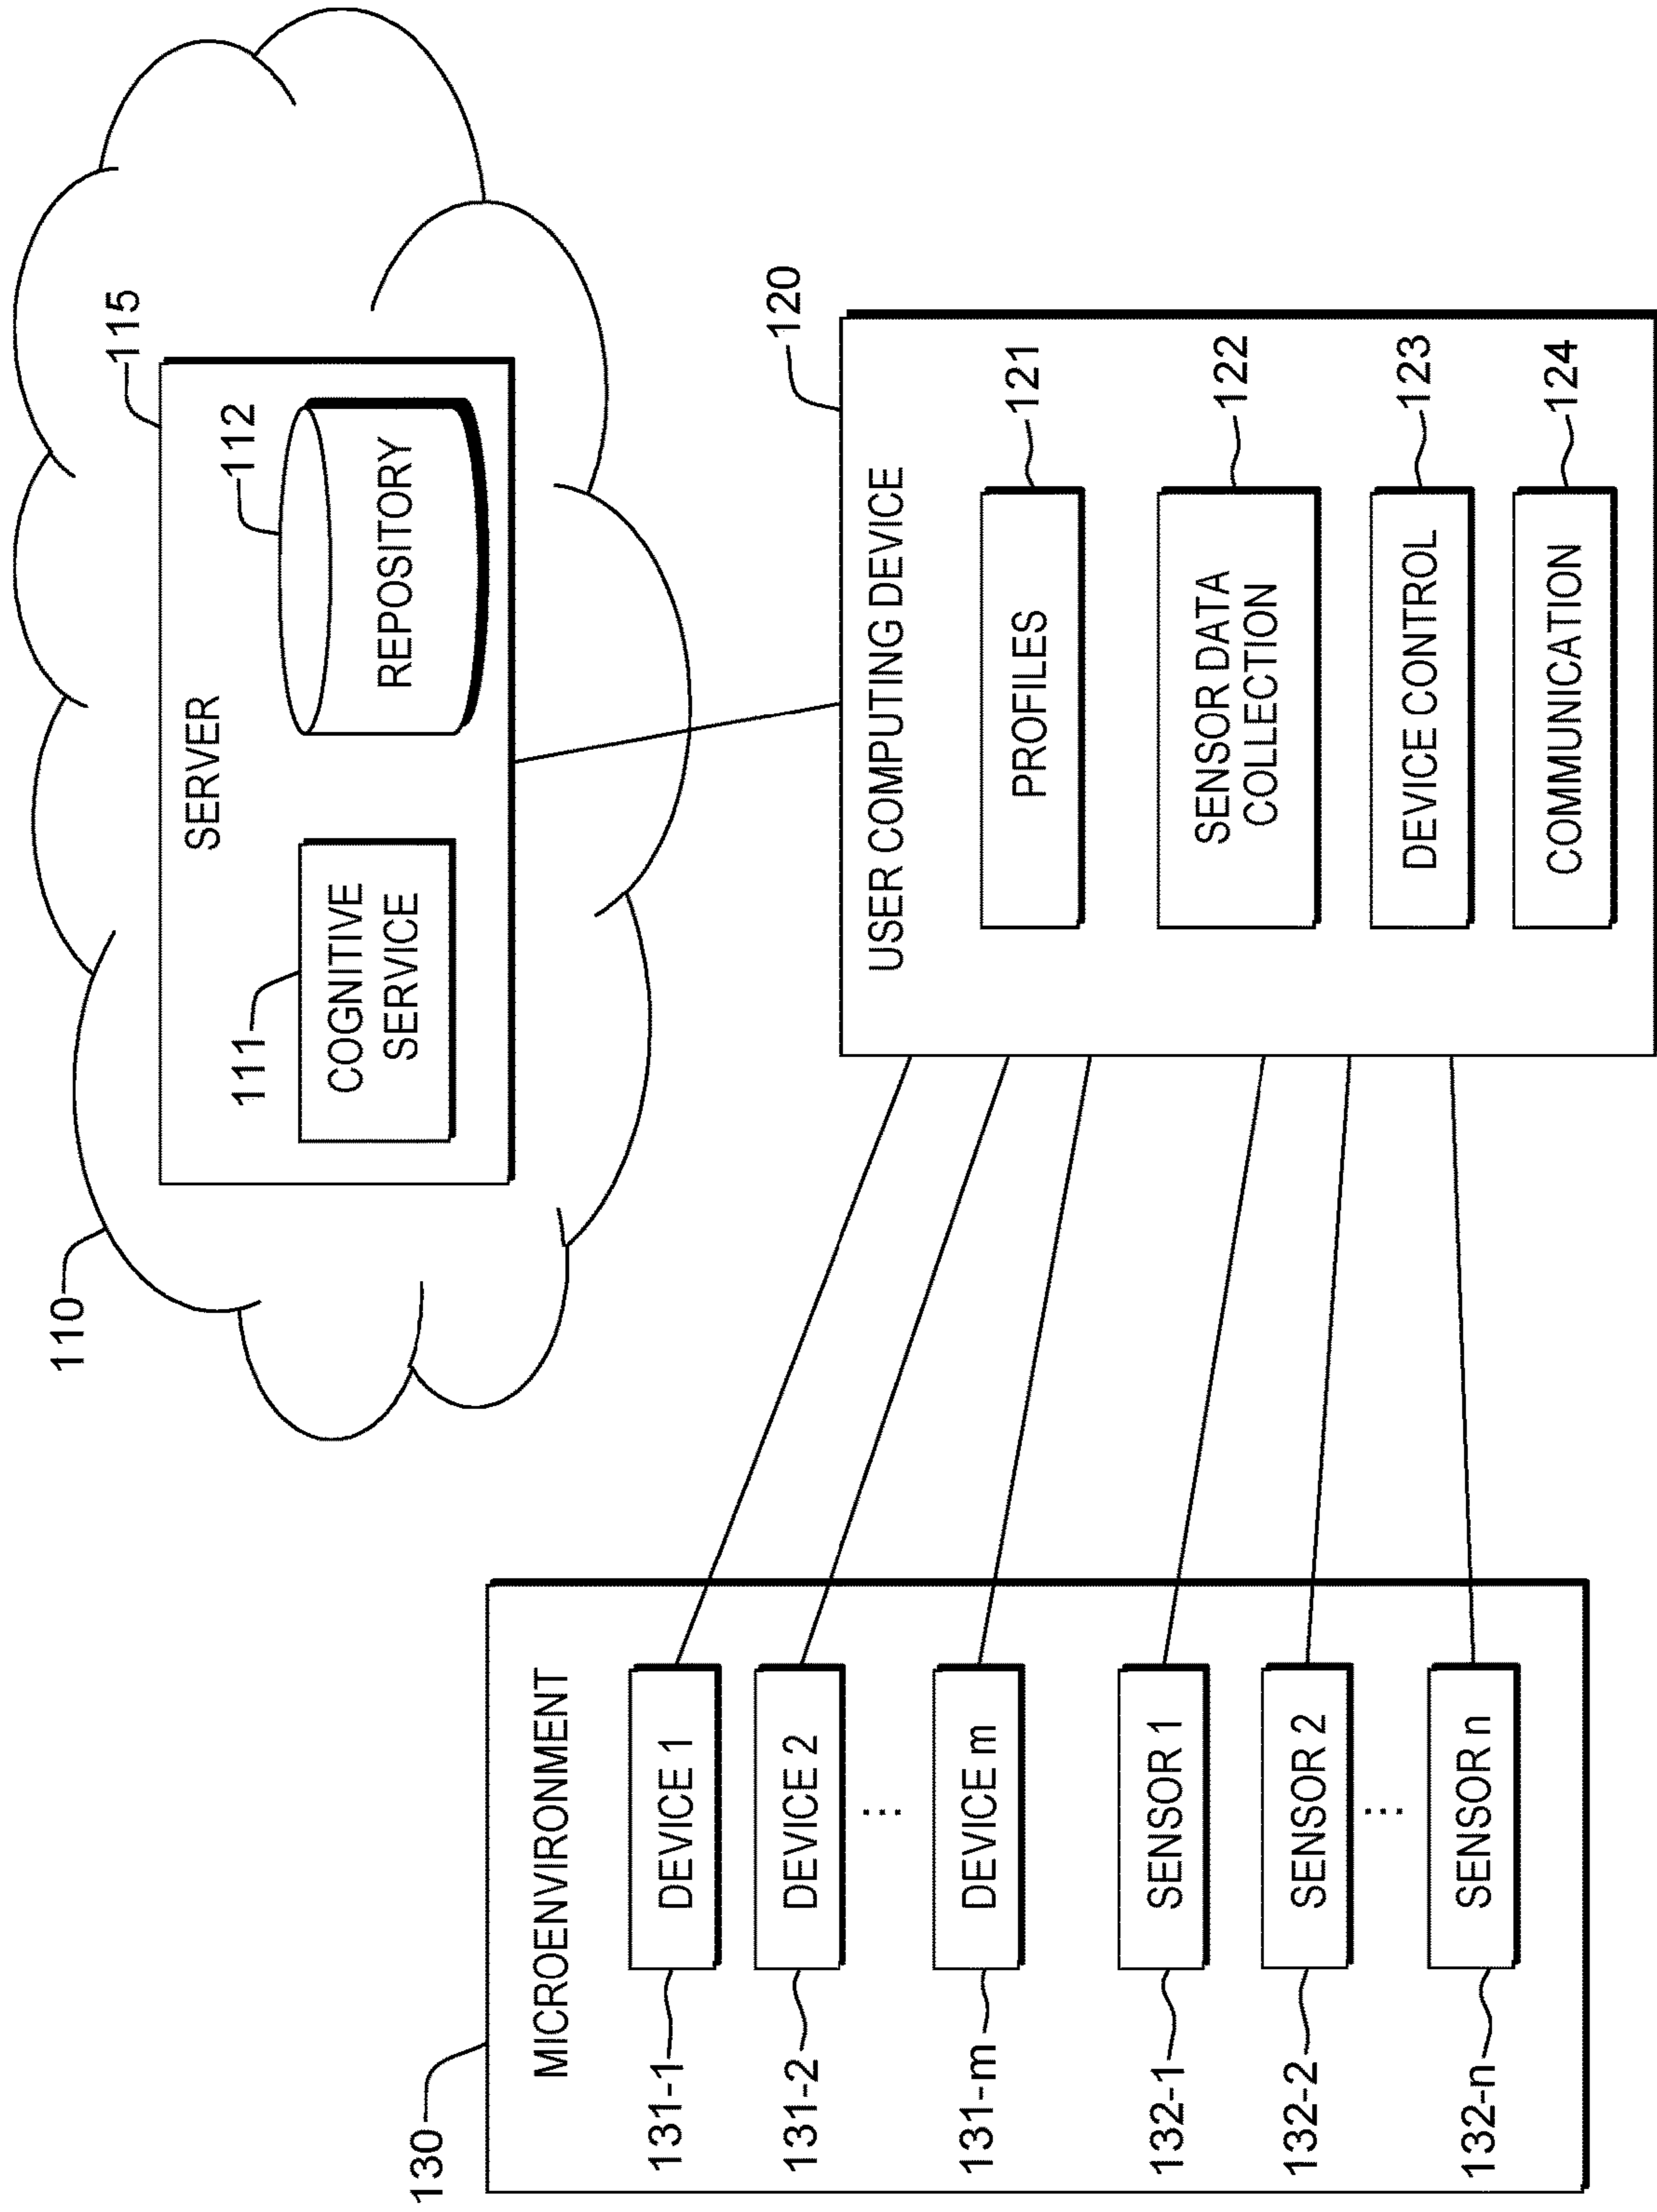 110
115
SERVER
111
COGNITIVE
SERVICE
112
REPOSITORY
120
USER COMPUTING DEVICE
PROFILES
121
SENSOR DATA
COLLECTION
122
DEVICE CONTROL
123
COMMUNICATION
124
130
MICROENVIRONMENT
131-1
DEVICE 1
131-2
DEVICE 2
...
131-m
DEVICE m
132-1
SENSOR 1
132-2
SENSOR 2
...
132-n
SENSOR n